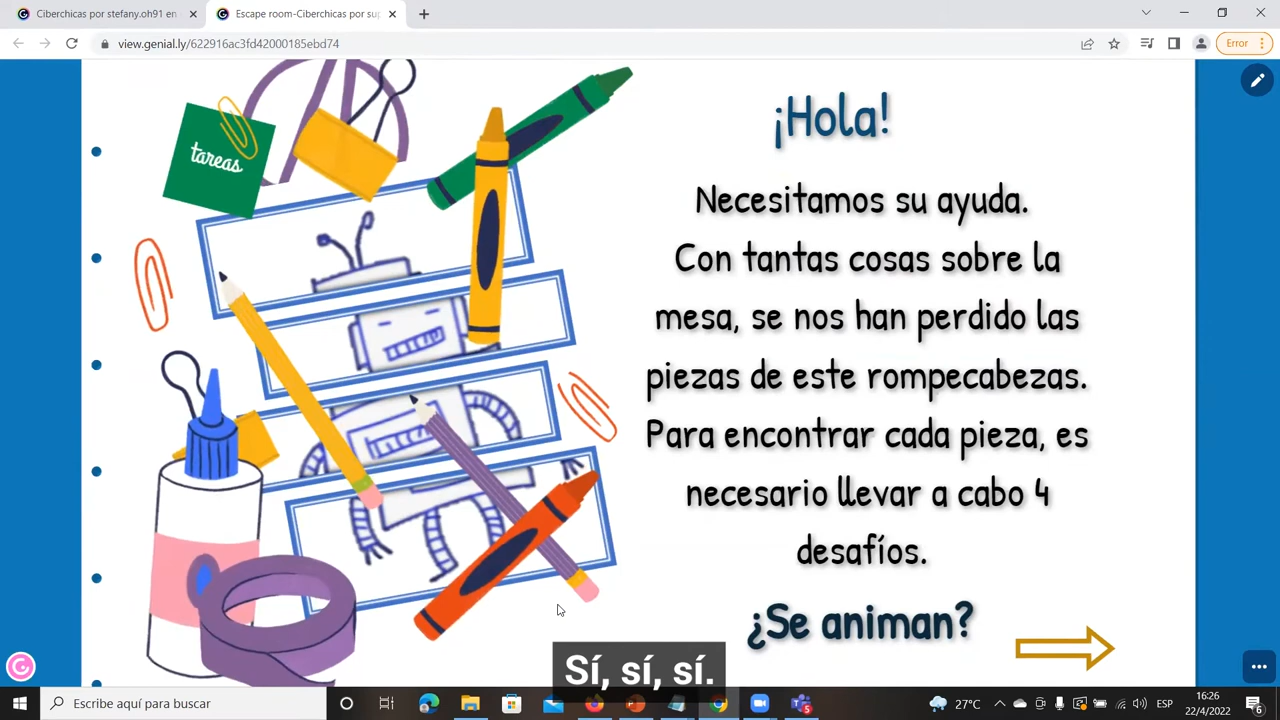 Ciberchicas por stefany.oh91 en
Escape room-Ciberchicas por sup
view.genial.ly/622916ac3fd42000185ebd74
Error
tareas
¡Hola!
Necesitamos su ayuda.
Con tantas cosas sobre la
mesa, se nos han perdido las
piezas de este rompecabezas.
Para encontrar cada pieza, es
necesario llevar a cabo 4
desafíos.
¿Se animan?
Sí, sí, sí.
Escribe aquí para buscar
27°C
ESP
16:26
22/4/2022
6